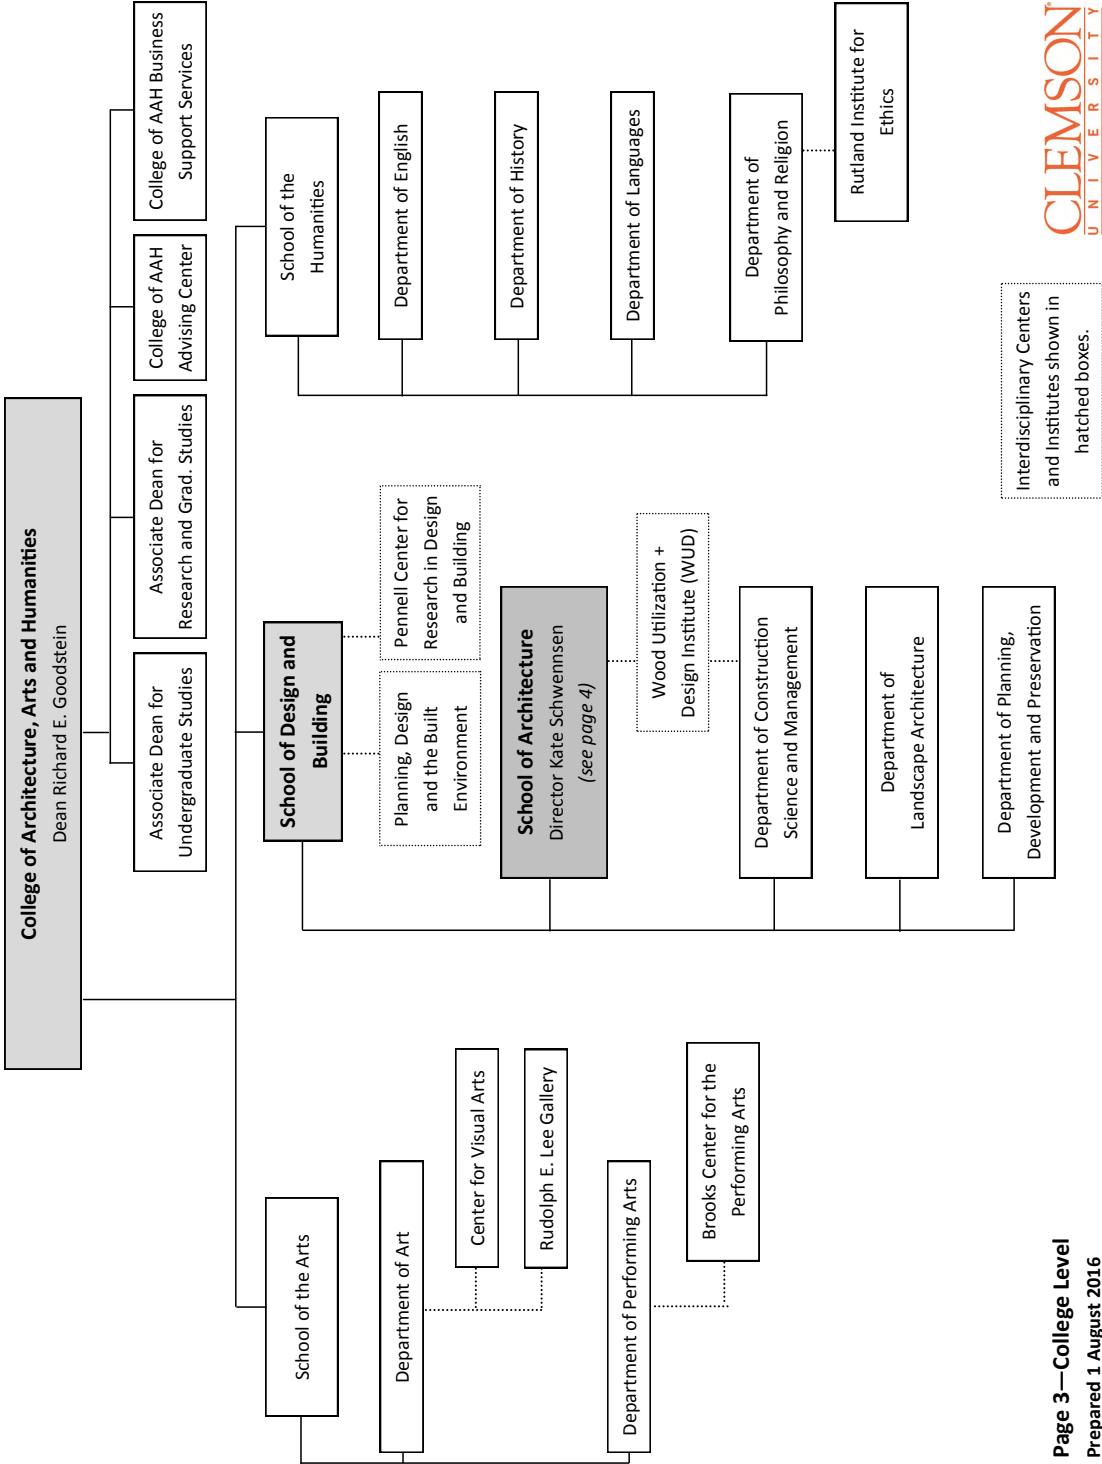 College of Architecture, Arts and Humanities
Dean Richard E. Goodstein
Associate Dean for
Undergraduate Studies
Associate Dean for
Research and Grad. Studies
College of AAH
Advising Center
College of AAH Business
Support Services
School of the Arts
Department of Art
Center for Visual Arts
Rudolph E. Lee Gallery
Department of Performing Arts
Brooks Center for the
Performing Arts
School of Design and
Building
Planning, Design
and the Built
Environment
Pennell Center for
Research in Design
and Building
School of Architecture
Director Kate Schwennsen
(see page 4)
Wood Utilization +
Design Institute (WUD)
Department of Construction
Science and Management
Department of
Landscape Architecture
Department of Planning,
Development and Preservation
School of the
Humanities
Department of English
Department of History
Department of Languages
Department of
Philosophy and Religion
Rutland Institute for
Ethics
Page 3—College Level
Prepared 1 August 2016
Interdisciplinary Centers
and Institutes shown in
hatched boxes.
CLEMSON®
UNIVERSITY